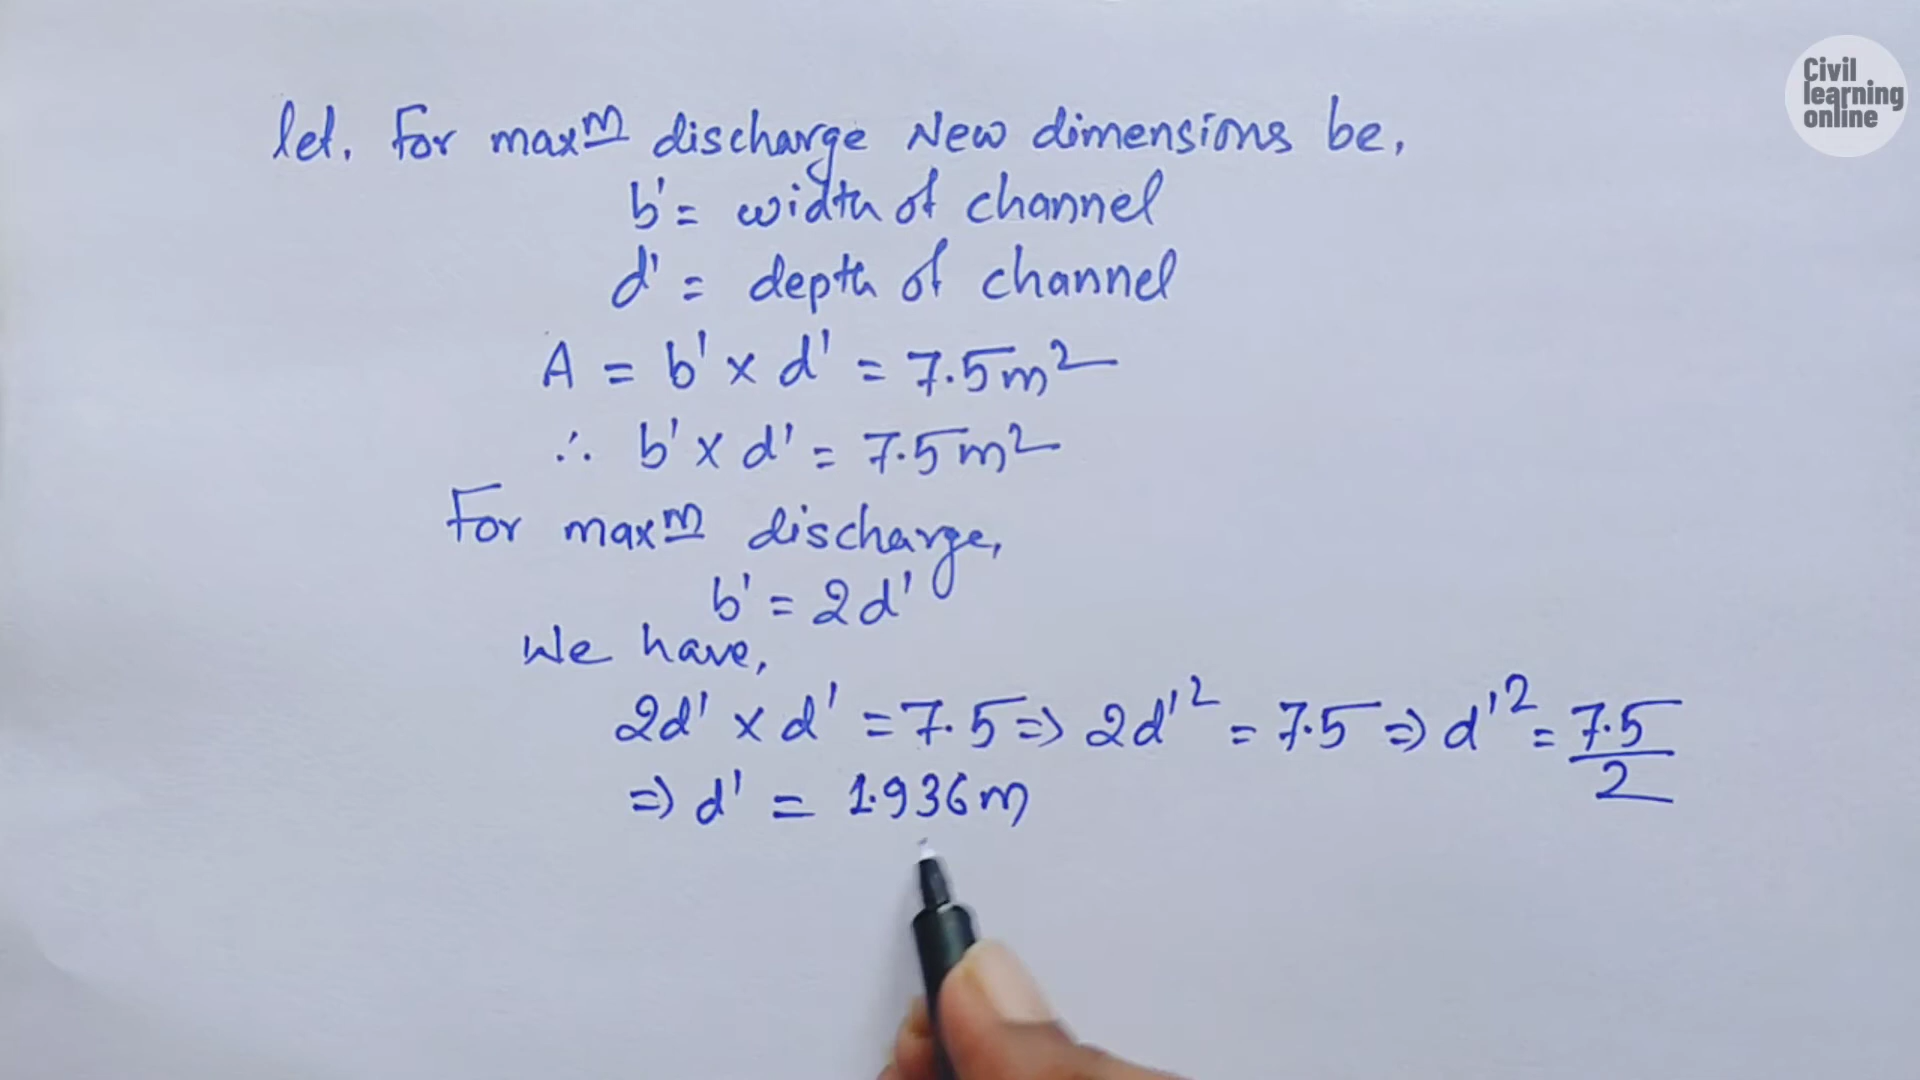 Civil
learning
online
let. For maxᵐ discharge New dimensions be,
b' = width of channel
d' = depth of channel
A = b' × d' = 7.5m²
∴ b' × d' = 7.5m²
For maxᵐ discharge,
b' = 2d'
We have,
2d' × d' = 7.5 ⇒ 2d'² = 7.5 ⇒ d'² = 7.5/2
⇒ d' = 1.936m